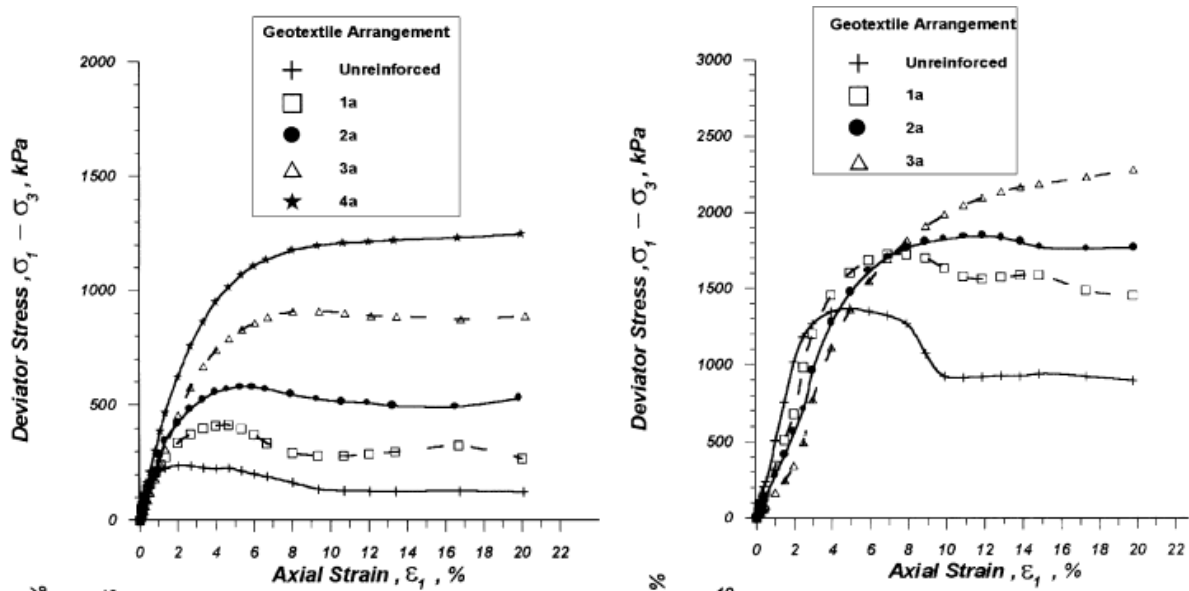 Geotextile Arrangement
Unreinforced
1a
2a
3a
4a
2000
1500
1000
500
0
Deviator Stress ,σ₁ – σ₃ , kPa
0 2 4 6 8 10 12 14 16 18 20 22
Axial Strain ,ε₁ , %
%
Geotextile Arrangement
Unreinforced
1a
2a
3a
3000
2500
2000
1500
1000
500
0
Deviator Stress ,σ₁ – σ₃ , kPa
0 2 4 6 8 10 12 14 16 18 20 22
Axial Strain ,ε₁ , %
%